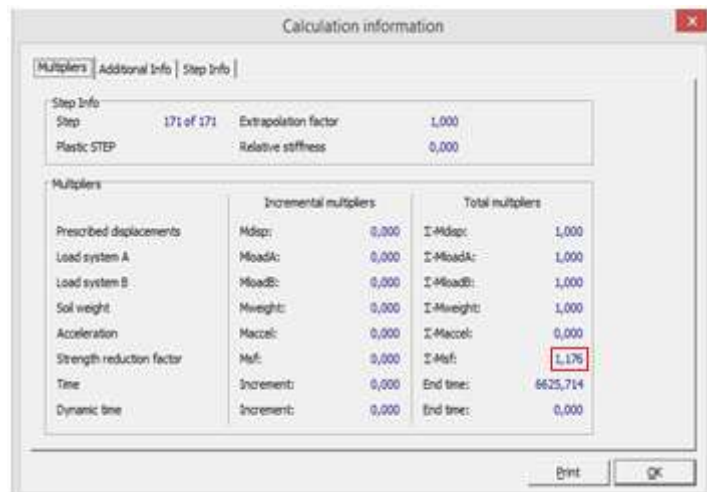 Calculation information
Multipliers Additional Info Step Info
Step Info
Step 171 of 171 Extrapolation factor 1,000
Plastic STEP Relative stiffness 0,000
Multipliers
Incremental multipliers Total multipliers
Prescribed displacements Mdisp: 0,000 Σ-Mdisp: 1,000
Load system A MloadA: 0,000 Σ-MloadA: 1,000
Load system B MloadB: 0,000 Σ-MloadB: 1,000
Soil weight Mweight: 0,000 Σ-Mweight: 1,000
Acceleration Maccel: 0,000 Σ-Maccel: 0,000
Strength reduction factor Msf: 0,000 Σ-Msf: 1,176
Time Increment: 0,000 End time: 6625,714
Dynamic time Increment: 0,000 End time: 0,000
Print OK